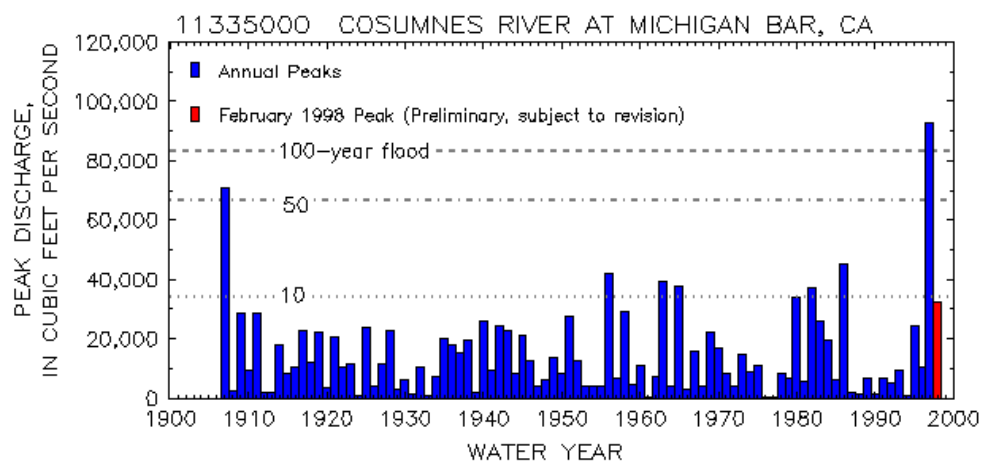 11335000 COSUMNES RIVER AT MICHIGAN BAR, CA
120,000
100,000
80,000
60,000
40,000
20,000
0
PEAK DISCHARGE,
IN CUBIC FEET PER SECOND
Annual Peaks
February 1998 Peak (Preliminary, subject to revision)
100-year flood
50
10
1900 1910 1920 1930 1940 1950 1960 1970 1980 1990 2000
WATER YEAR